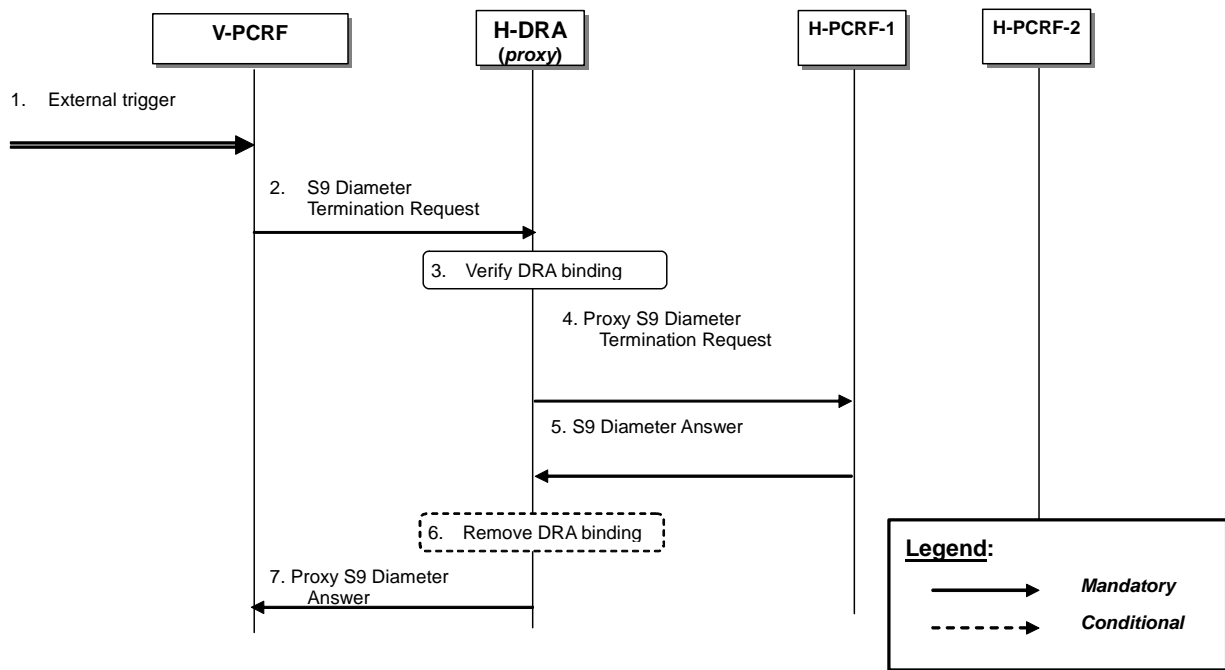 V-PCRF
H-DRA
(proxy)
H-PCRF-1
H-PCRF-2
1. External trigger
2. S9 Diameter
Termination Request
3. Verify DRA binding
4. Proxy S9 Diameter
Termination Request
5. S9 Diameter Answer
6. Remove DRA binding
7. Proxy S9 Diameter
Answer
Legend:
Mandatory
Conditional